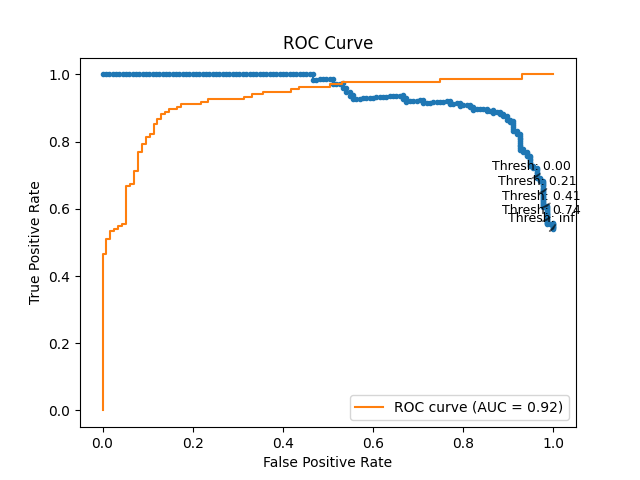 ROC Curve
1.0
0.8
0.6
0.4
0.2
0.0
True Positive Rate
Thresh: 0.00
Thresh: 0.21
Thresh: 0.41
Thresh: 0.74
Thresh: inf
ROC curve (AUC = 0.92)
0.0 0.2 0.4 0.6 0.8 1.0
False Positive Rate